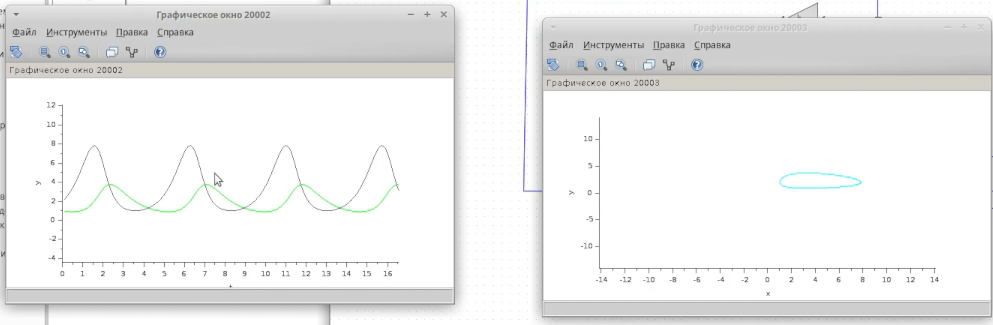 Графическое окно 20002
Файл Инструменты Правка Справка
Графическое окно 20002
12
10
8
6
4
2
0
-2
-4
y
0 1 2 3 4 5 6 7 8 9 10 11 12 13 14 15 16
Графическое окно 20003
Файл Инструменты Правка Справка
Графическое окно 20003
10
5
0
-5
-10
y
-14 -12 -10 -8 -6 -4 -2 0 2 4 6 8 10 12 14
x